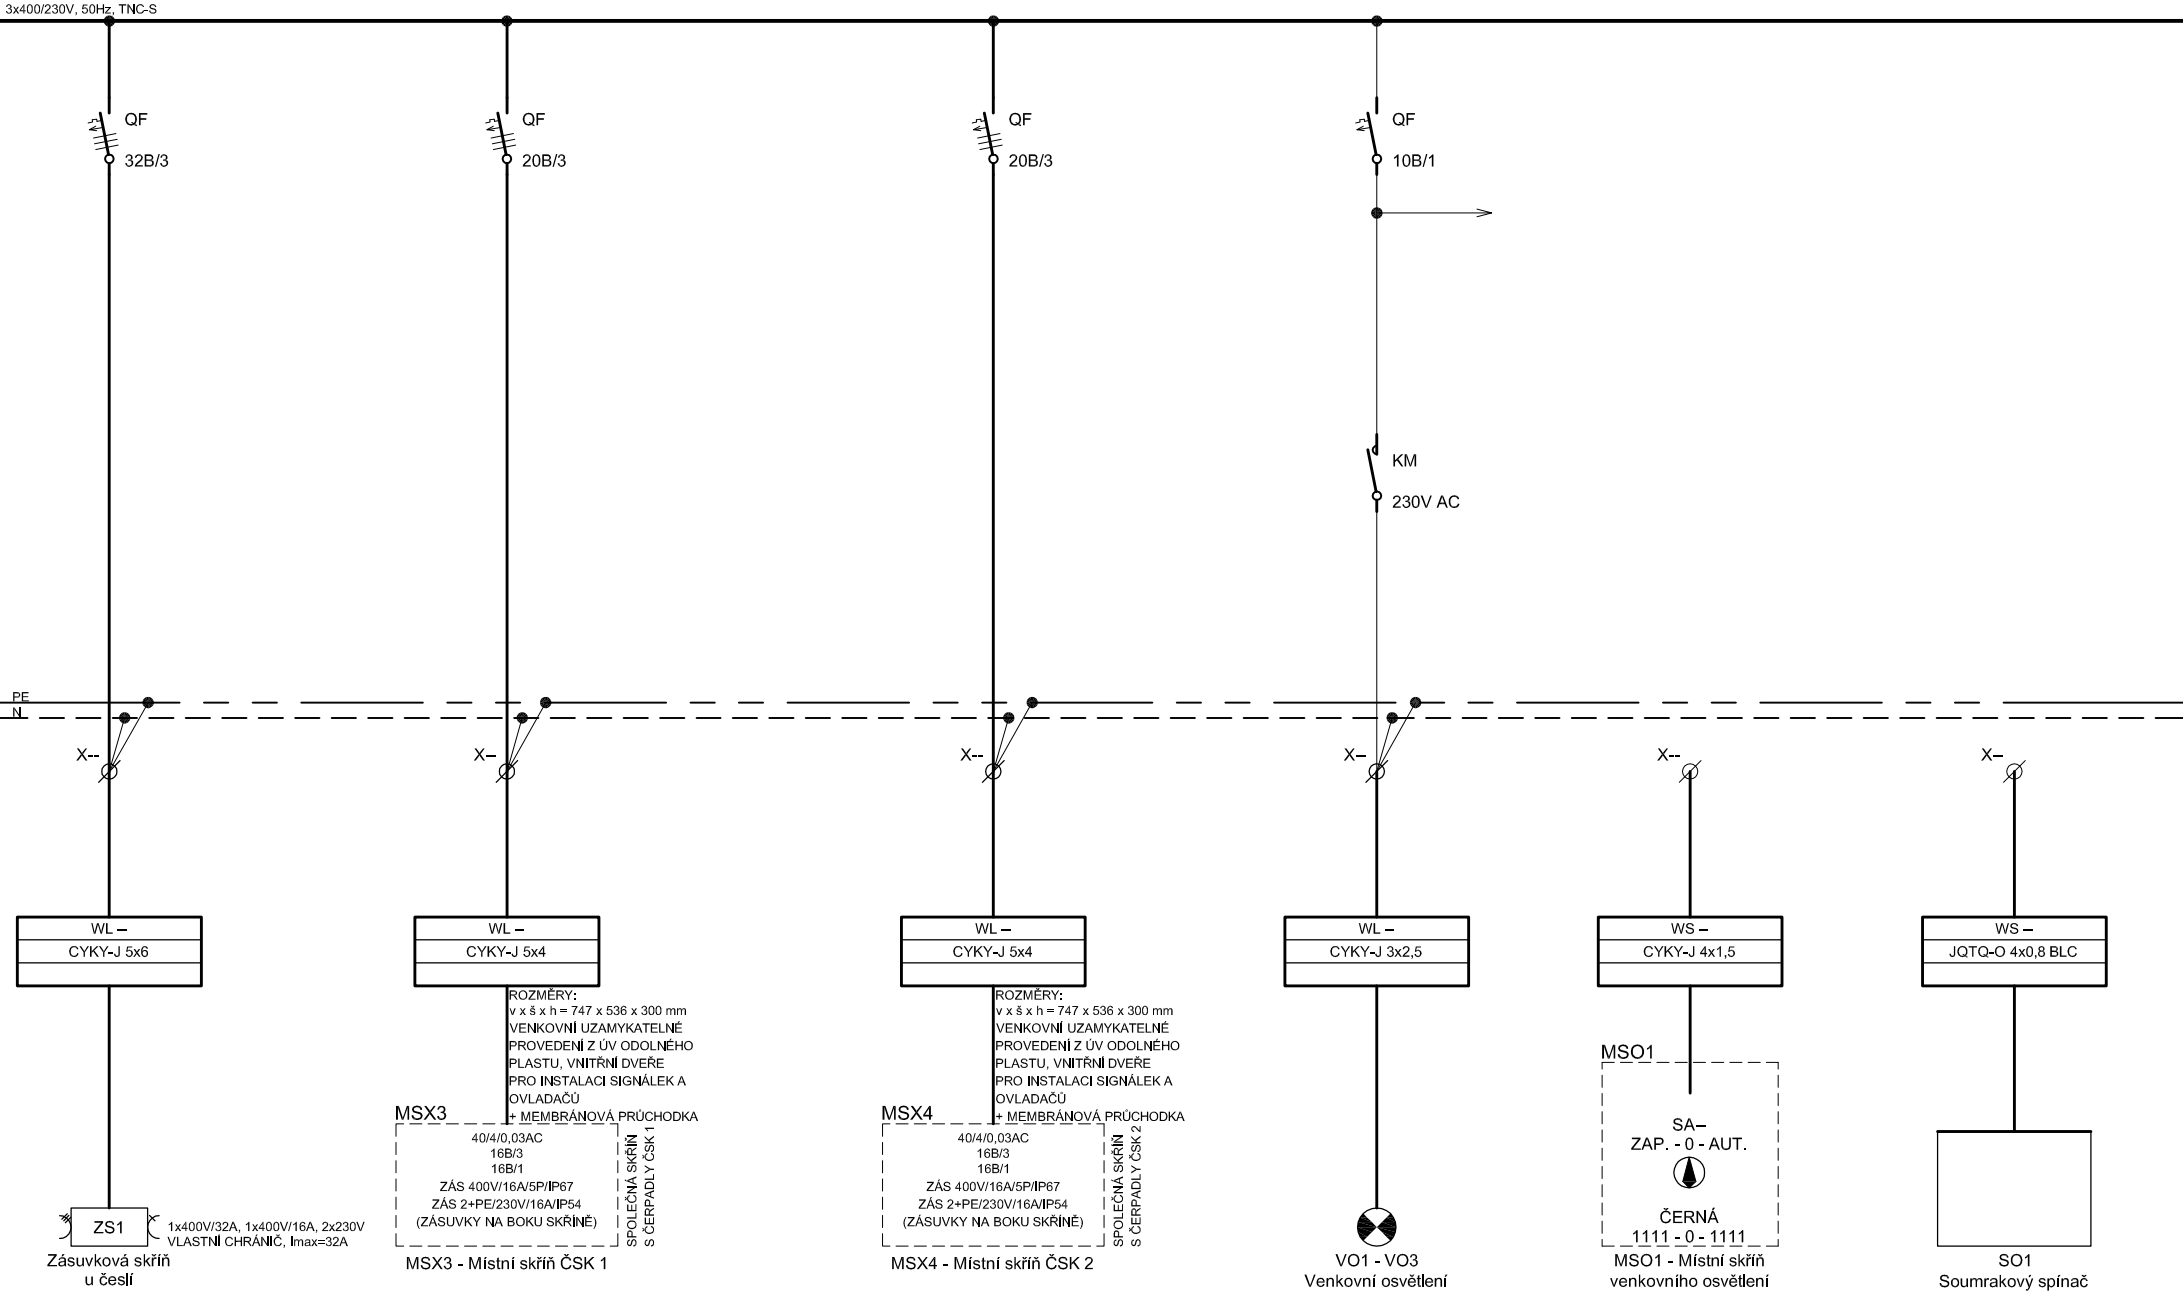 3x400/230V, 50Hz, TNC-S
QF
32B/3
QF
20B/3
QF
20B/3
QF
10B/1
KM
230V AC
PE
N
X--
X–
X--
X–
X--
X–
WL –
CYKY-J 5x6
WL –
CYKY-J 5x4
WL –
CYKY-J 5x4
WL –
CYKY-J 3x2,5
WS –
CYKY-J 4x1,5
WS –
JQTQ-O 4x0,8 BLC
ROZMĚRY:
v x š x h = 747 x 536 x 300 mm
VENKOVNÍ UZAMYKATELNÉ
PROVEDENÍ Z ÚV ODOLNÉHO
PLASTU, VNITŘNÍ DVEŘE
PRO INSTALACI SIGNÁLEK A
OVLADAČŮ
+ MEMBRÁNOVÁ PRŮCHODKA
ROZMĚRY:
v x š x h = 747 x 536 x 300 mm
VENKOVNÍ UZAMYKATELNÉ
PROVEDENÍ Z ÚV ODOLNÉHO
PLASTU, VNITŘNÍ DVEŘE
PRO INSTALACI SIGNÁLEK A
OVLADAČŮ
+ MEMBRÁNOVÁ PRŮCHODKA
ZS1
1x400V/32A, 1x400V/16A, 2x230V
VLASTNÍ CHRÁNIČ, Imax=32A
Zásuvková skříň
u česlí
MSX3
40/4/0,03AC
16B/3
16B/1
ZÁS 400V/16A/5P/IP67
ZÁS 2+PE/230V/16A/IP54
(ZÁSUVKY NA BOKU SKŘÍNĚ)
SPOLEČNÁ SKŘÍŇ
S ČERPADLY ČSK 1
MSX3 - Místní skříň ČSK 1
MSX4
40/4/0,03AC
16B/3
16B/1
ZÁS 400V/16A/5P/IP67
ZÁS 2+PE/230V/16A/IP54
(ZÁSUVKY NA BOKU SKŘÍNĚ)
SPOLEČNÁ SKŘÍŇ
S ČERPADLY ČSK 2
MSX4 - Místní skříň ČSK 2
VO1 - VO3
Venkovní osvětlení
MSO1
SA–
ZAP. - 0 - AUT.
ČERNÁ
1111 - 0 - 1111
MSO1 - Místní skříň
venkovního osvětlení
SO1
Soumrakový spínač